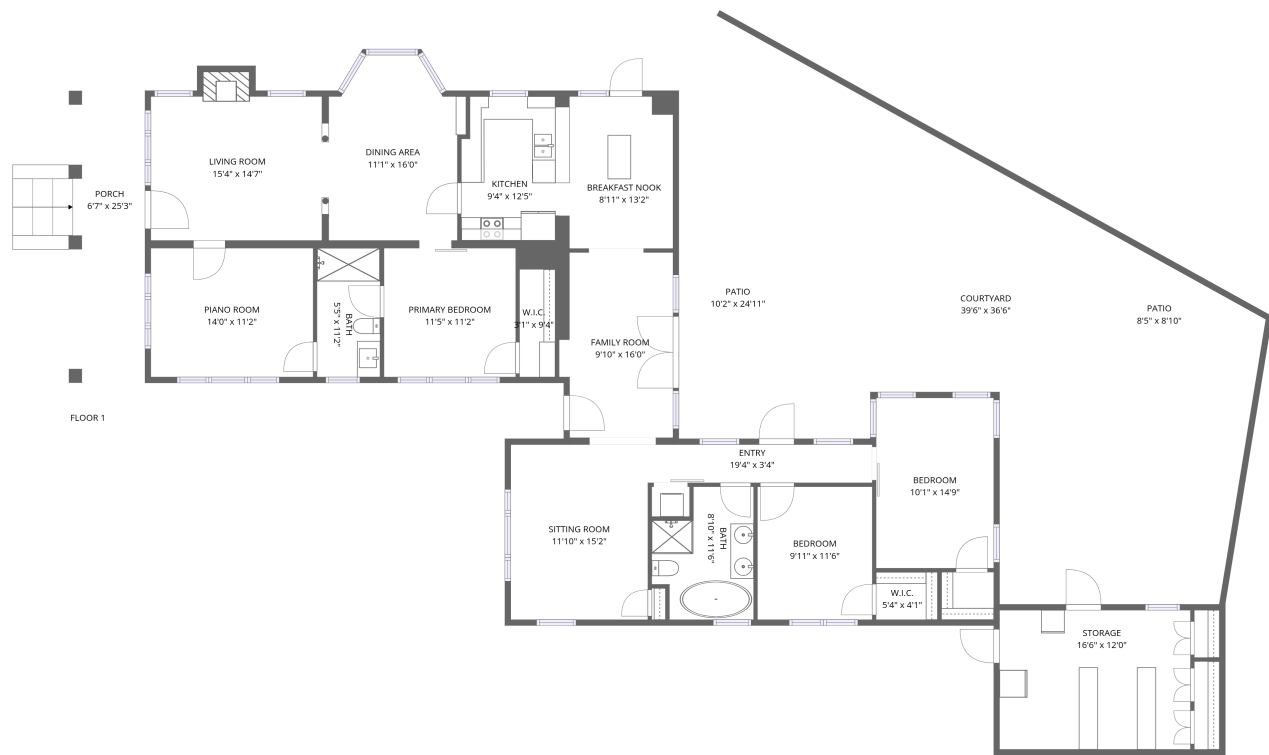 LIVING ROOM
15'4" x 14'7"
DINING AREA
11'1" x 16'0"
KITCHEN
9'4" x 12'5"
BREAKFAST NOOK
8'11" x 13'2"
PORCH
6'7" x 25'3"
PIANO ROOM
14'0" x 11'2"
BATH
5'5" x 11'2"
PRIMARY BEDROOM
11'5" x 11'2"
W.I.C.
3'1" x 9'4"
FAMILY ROOM
9'10" x 16'0"
PATIO
10'2" x 24'11"
COURTYARD
39'6" x 36'6"
PATIO
8'5" x 8'10"
FLOOR 1
ENTRY
19'4" x 3'4"
SITTING ROOM
11'10" x 15'2"
BATH
8'10" x 11'6"
BEDROOM
9'11" x 11'6"
BEDROOM
10'1" x 14'9"
W.I.C.
5'4" x 4'1"
STORAGE
16'6" x 12'0"